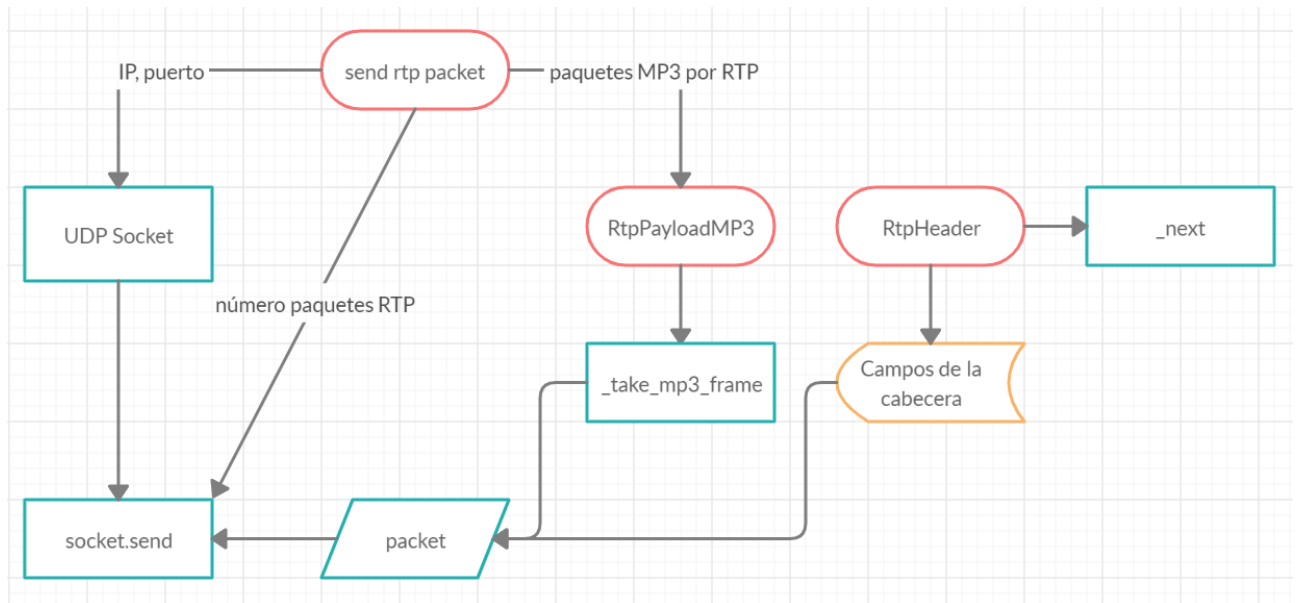 IP, puerto
send rtp packet
paquetes MP3 por RTP
UDP Socket
RtpPayloadMP3
RtpHeader
_next
número paquetes RTP
_take_mp3_frame
Campos de la
cabecera
socket.send
packet